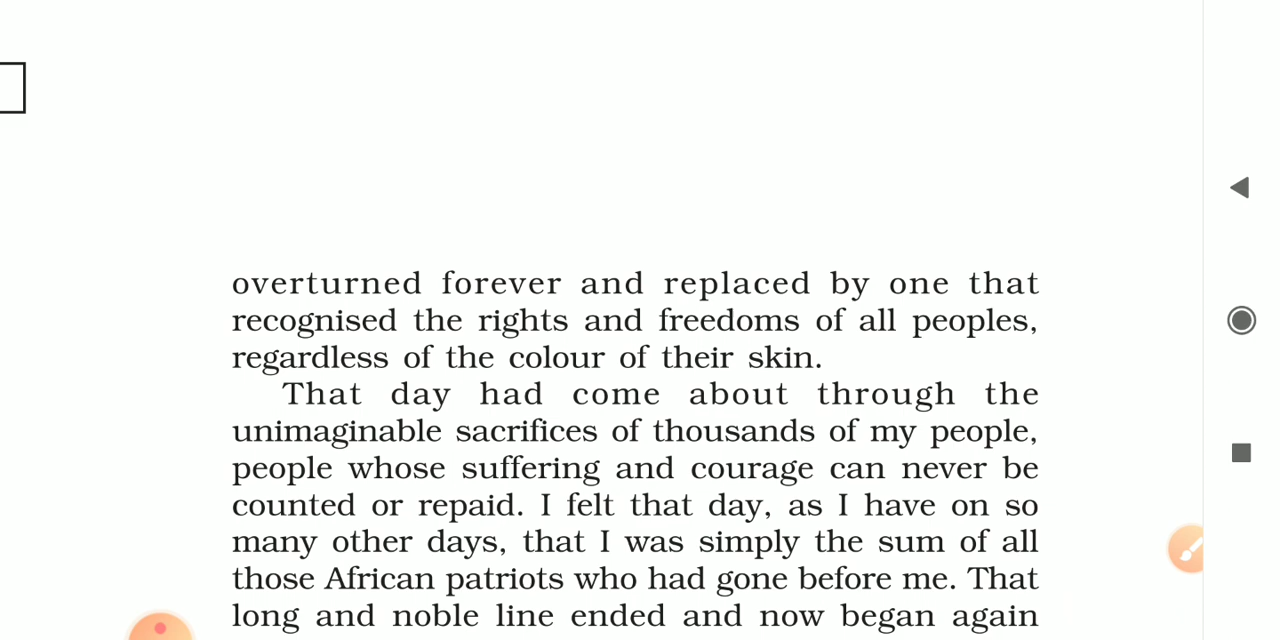 overturned forever and replaced by one that
recognised the rights and freedoms of all peoples,
regardless of the colour of their skin.
That day had come about through the
unimaginable sacrifices of thousands of my people,
people whose suffering and courage can never be
counted or repaid. I felt that day, as I have on so
many other days, that I was simply the sum of all
those African patriots who had gone before me. That
long and noble line ended and now began again